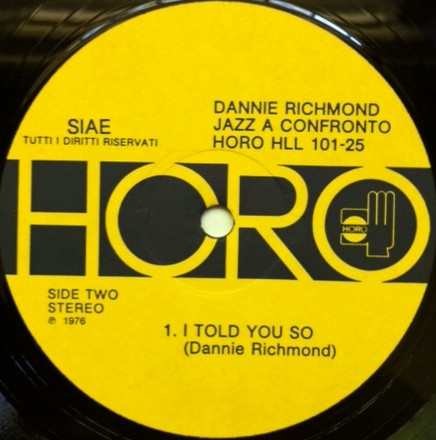 SIAE
TUTTI I DIRITTI RISERVATI
DANNIE RICHMOND
JAZZ A CONFRONTO
HORO HLL 101-25
HORO
HORO
SIDE TWO
STEREO
℗ 1976
1. I TOLD YOU SO
(Dannie Richmond)